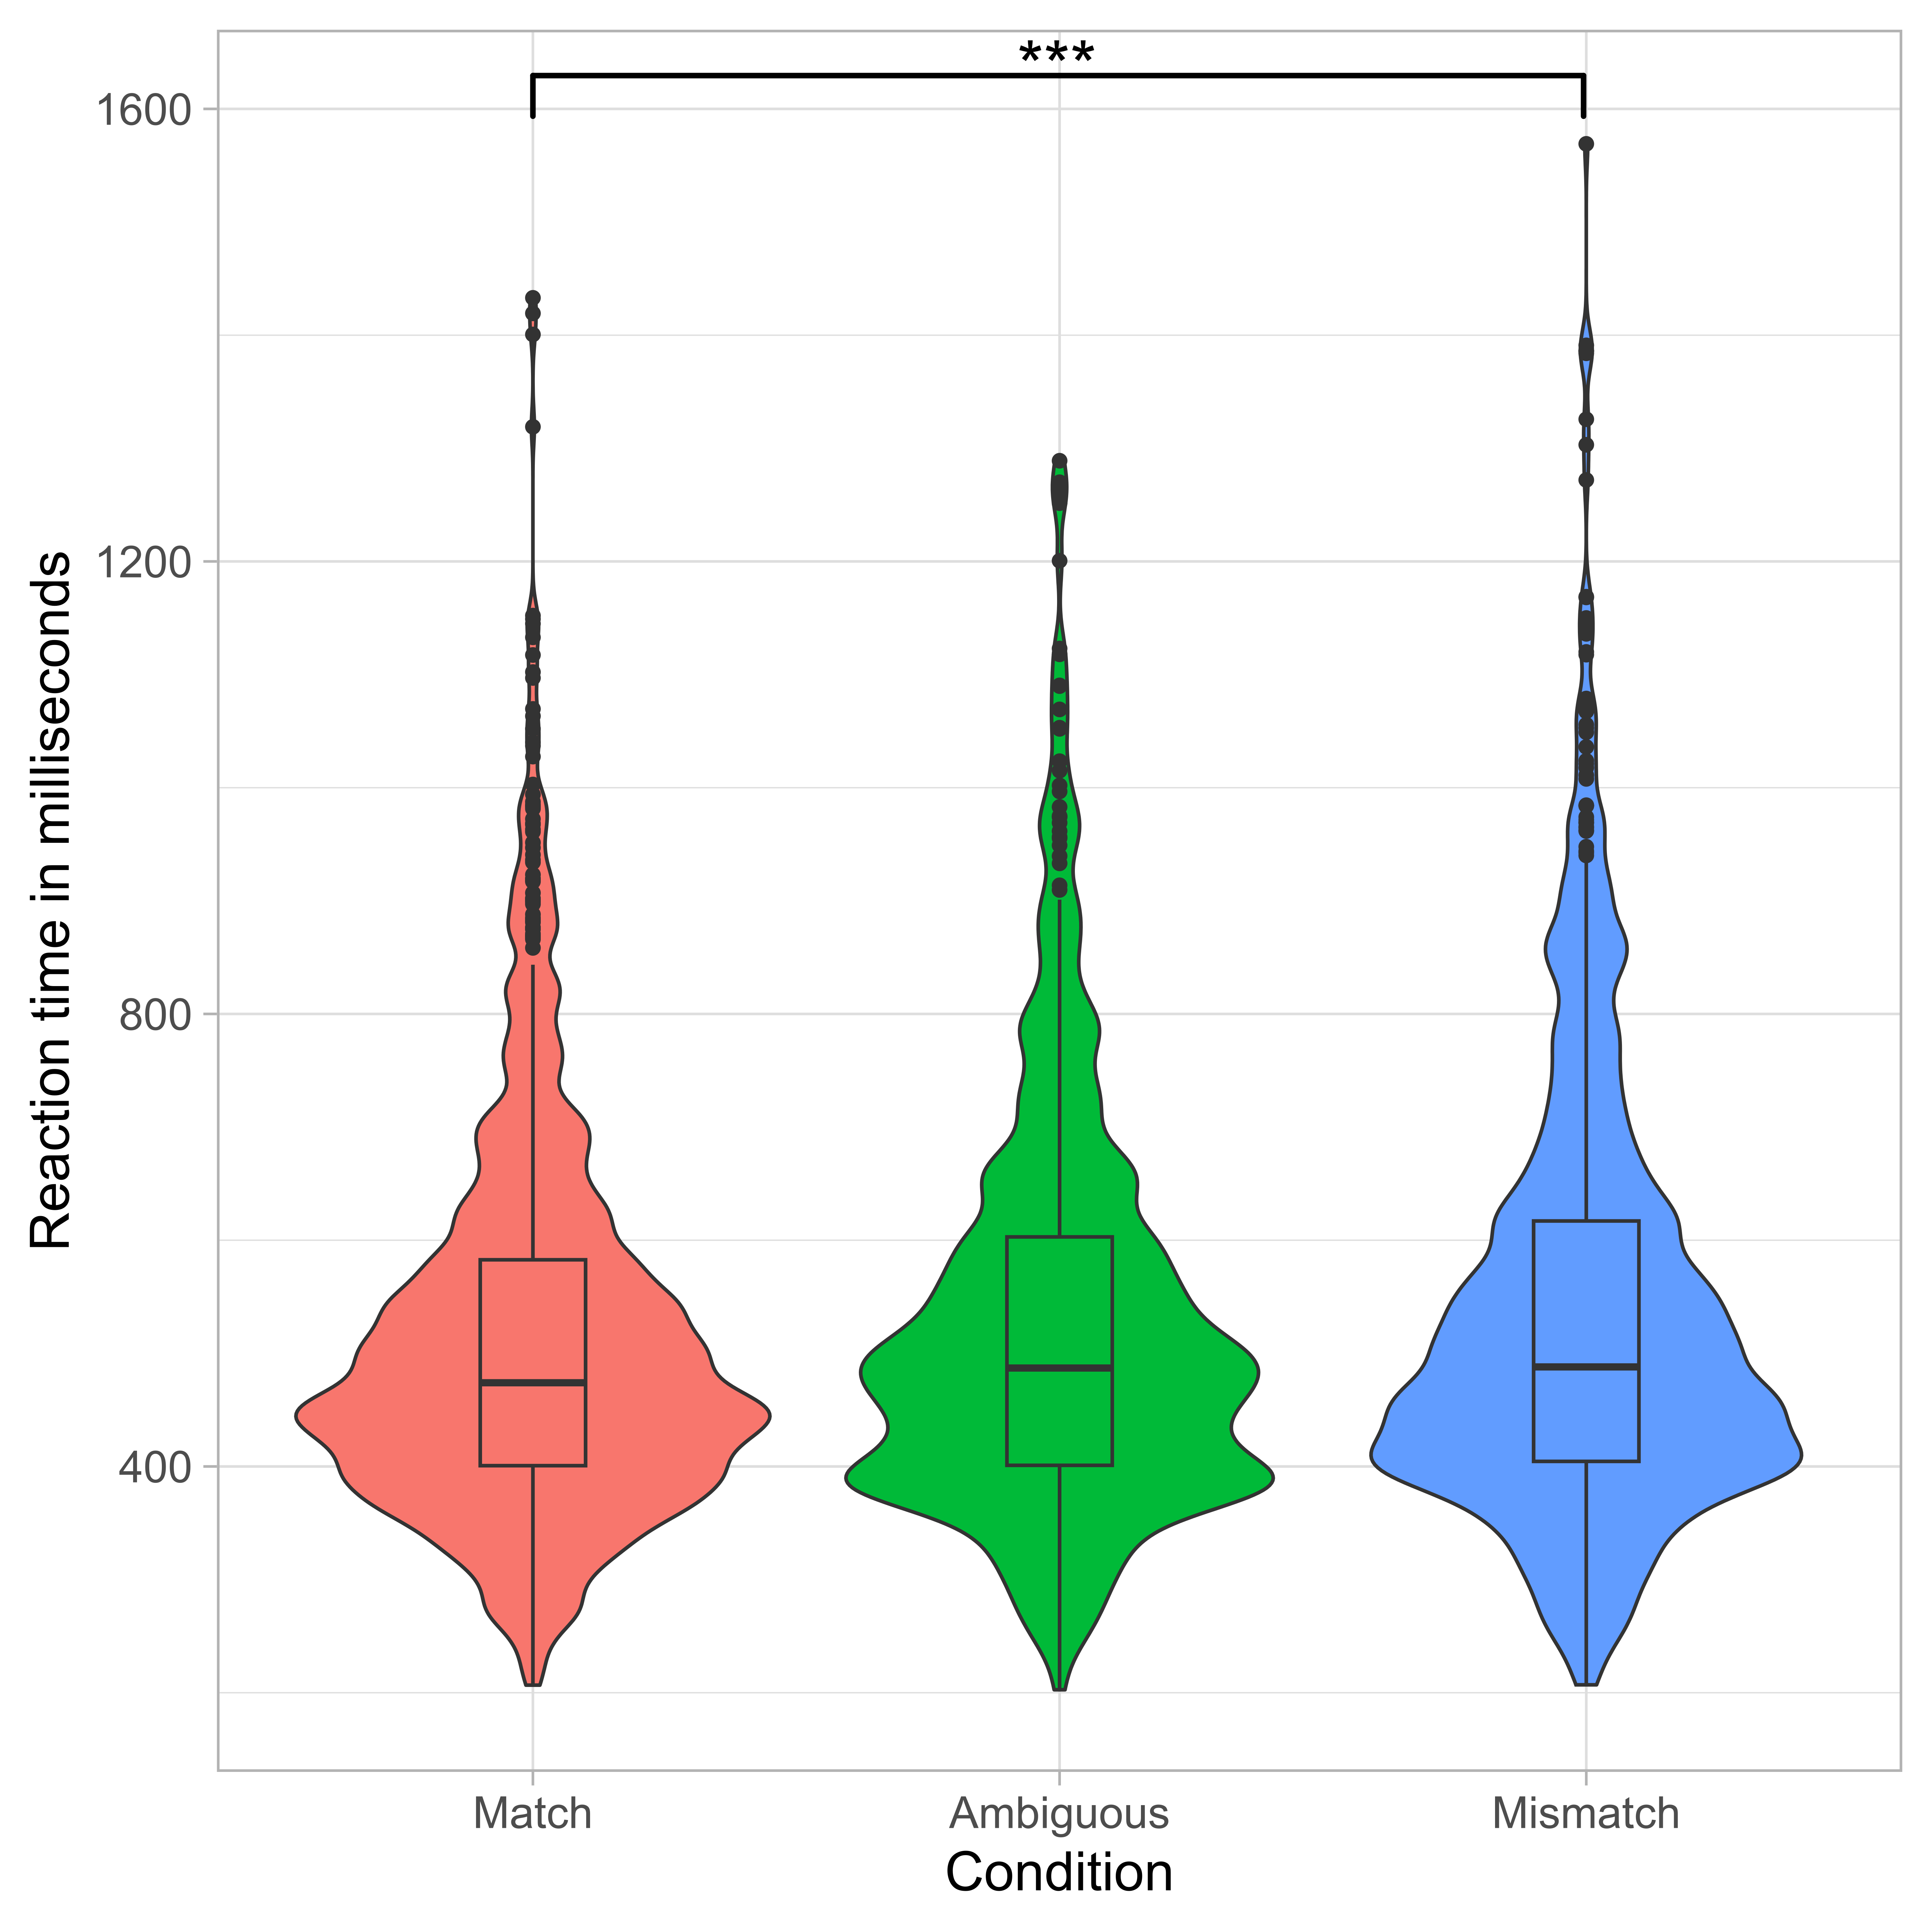 ***
1600
1200
800
400
Reaction time in milliseconds
Match Ambiguous Mismatch
Condition